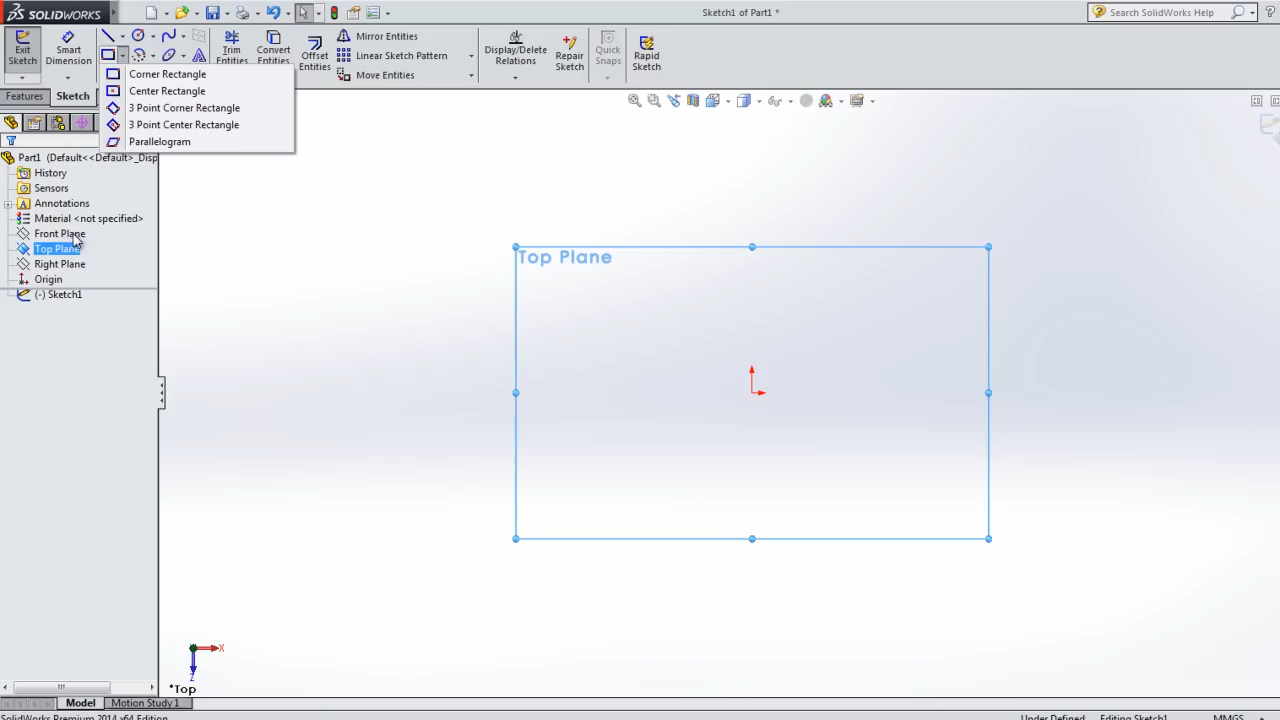 SOLIDWORKS
Sketch1 of Part1 *
Search SolidWorks Help
Exit Sketch
Smart Dimension
Trim Entities
Convert Entities
Offset Entities
Mirror Entities
Linear Sketch Pattern
Move Entities
Display/Delete Relations
Repair Sketch
Quick Snaps
Rapid Sketch
Features
Sketch
Corner Rectangle
Center Rectangle
3 Point Corner Rectangle
3 Point Center Rectangle
Parallelogram
Part1 (Default<<Default>_Disp
History
Sensors
Annotations
Material <not specified>
Front Plane
Top Plane
Right Plane
Origin
(-) Sketch1
Top Plane
X
Z
*Top
Model
Motion Study 1
SolidWorks Premium 2014 x64 Edition
Under Defined
Editing Sketch1
MMGS